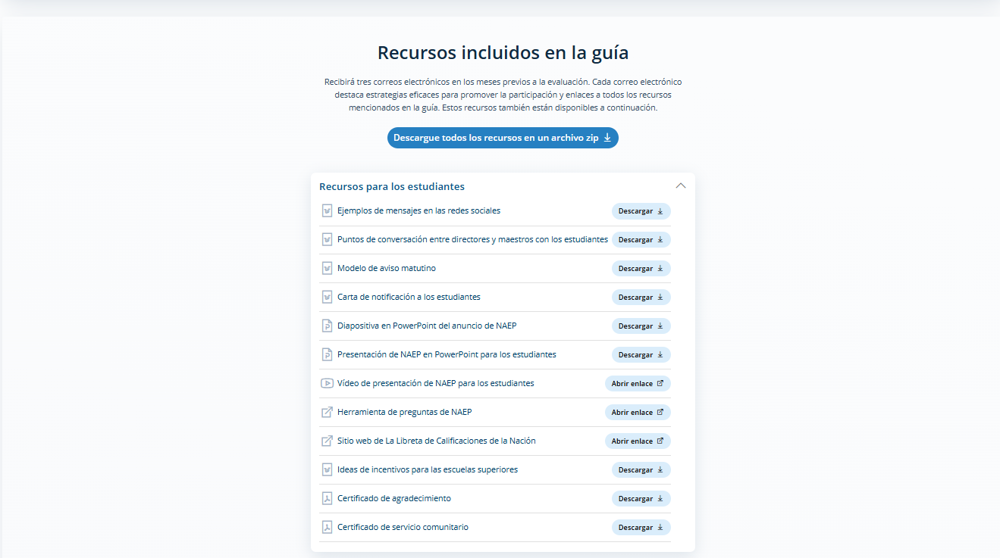 Recursos incluidos en la guía
Recibirá tres correos electrónicos en los meses previos a la evaluación. Cada correo electrónico
destaca estrategias eficaces para promover la participación y enlaces a todos los recursos
mencionados en la guía. Estos recursos también están disponibles a continuación.
Descargue todos los recursos en un archivo zip
Recursos para los estudiantes
Ejemplos de mensajes en las redes sociales Descargar
Puntos de conversación entre directores y maestros con los estudiantes Descargar
Modelo de aviso matutino Descargar
Carta de notificación a los estudiantes Descargar
Diapositiva en PowerPoint del anuncio de NAEP Descargar
Presentación de NAEP en PowerPoint para los estudiantes Descargar
Vídeo de presentación de NAEP para los estudiantes Abrir enlace
Herramienta de preguntas de NAEP Abrir enlace
Sitio web de La Libreta de Calificaciones de la Nación Abrir enlace
Ideas de incentivos para las escuelas superiores Descargar
Certificado de agradecimiento Descargar
Certificado de servicio comunitario Descargar